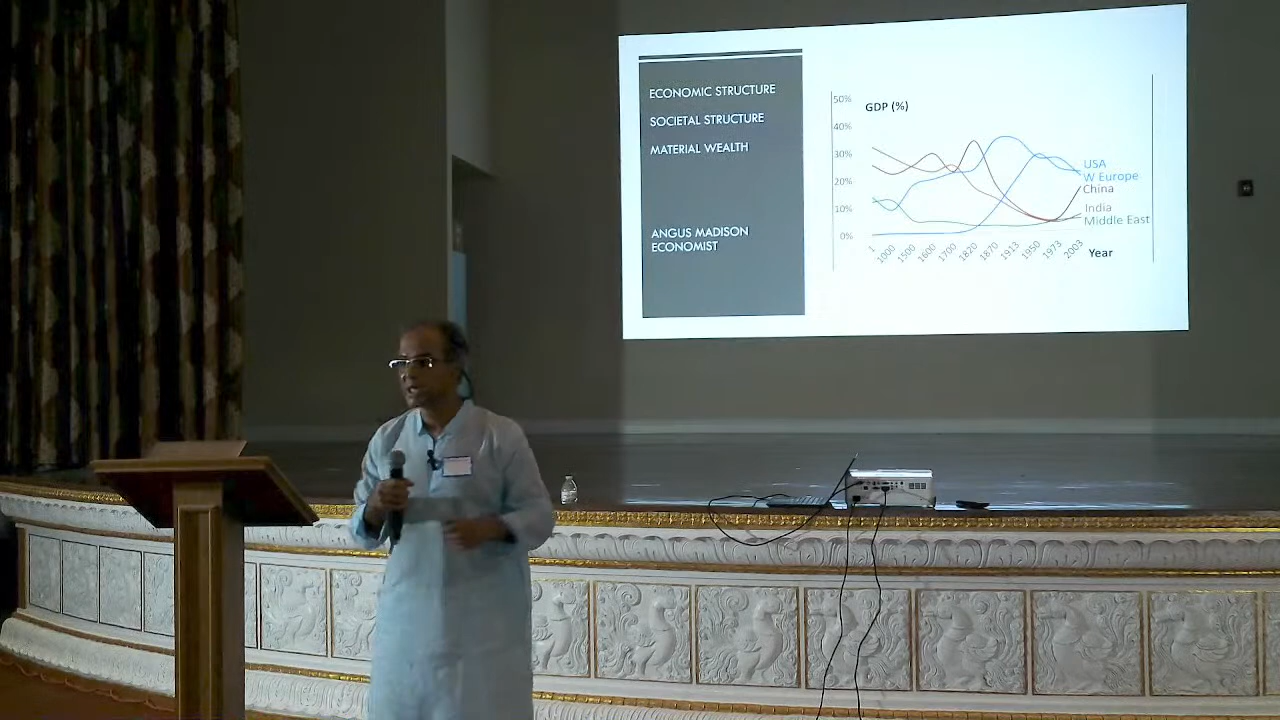 ECONOMIC STRUCTURE
SOCIETAL STRUCTURE
MATERIAL WEALTH
ANGUS MADISON
ECONOMIST
GDP (%)
50%
40%
30%
20%
10%
0%
1 1000 1500 1600 1700 1820 1870 1913 1950 1973 2003
Year
USA
W Europe
China
India
Middle East